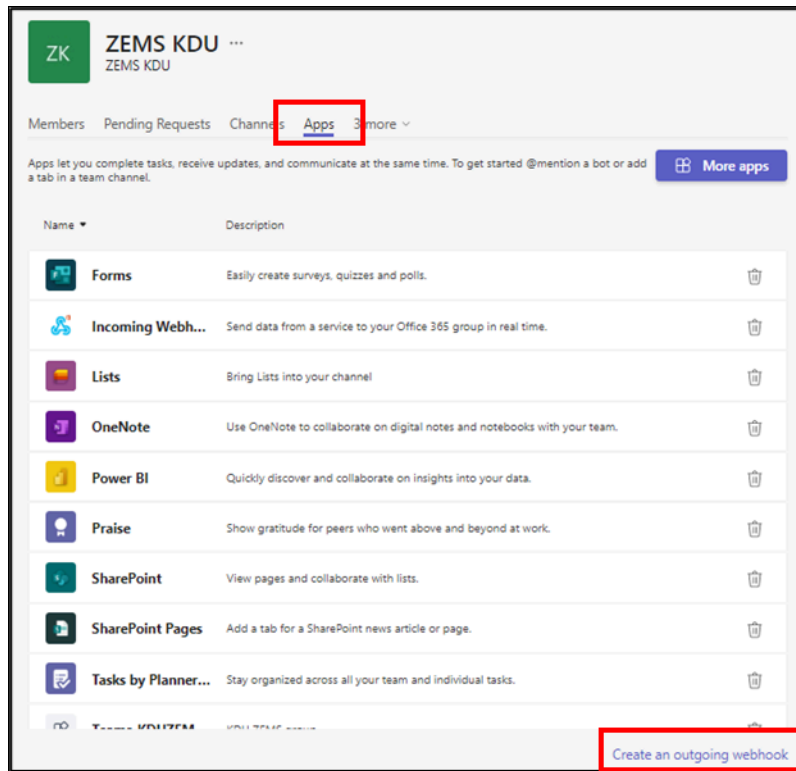 ZK
ZEMS KDU ...
ZEMS KDU
Members Pending Requests Channels Apps 3 more
Apps let you complete tasks, receive updates, and communicate at the same time. To get started @mention a bot or add
a tab in a team channel.
More apps
Name Description
Forms Easily create surveys, quizzes and polls.
Incoming Webh... Send data from a service to your Office 365 group in real time.
Lists Bring Lists into your channel
OneNote Use OneNote to collaborate on digital notes and notebooks with your team.
Power BI Quickly discover and collaborate on insights into your data.
Praise Show gratitude for peers who went above and beyond at work.
SharePoint View pages and collaborate with lists.
SharePoint Pages Add a tab for a SharePoint news article or page.
Tasks by Planner... Stay organized across all your team and individual tasks.
Teams KDUZEM KDU ZEMS group
Create an outgoing webhook